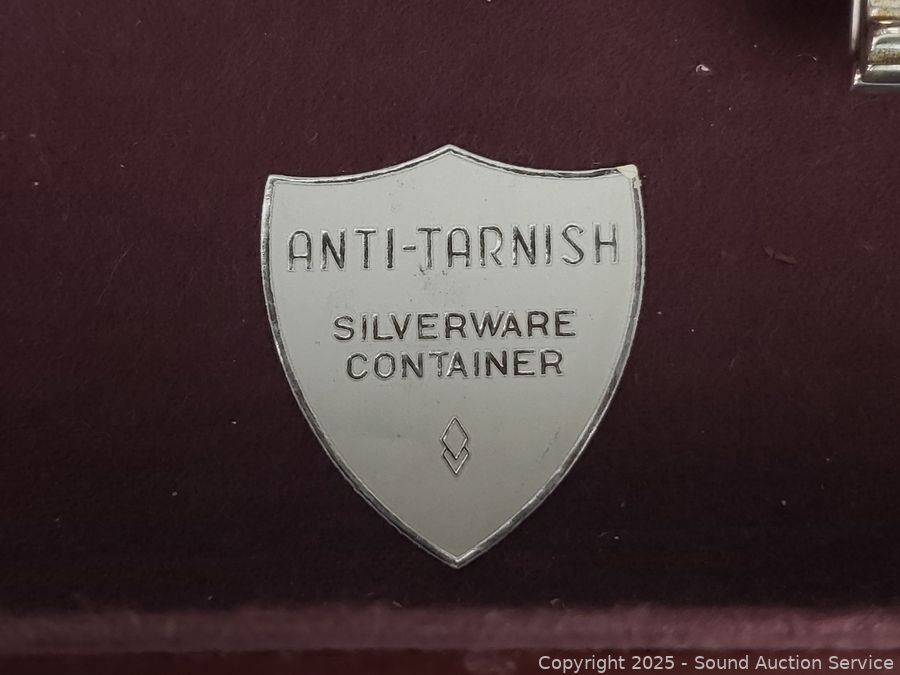 ANTI-TARNISH
SILVERWARE
CONTAINER
Copyright 2025 - Sound Auction Service